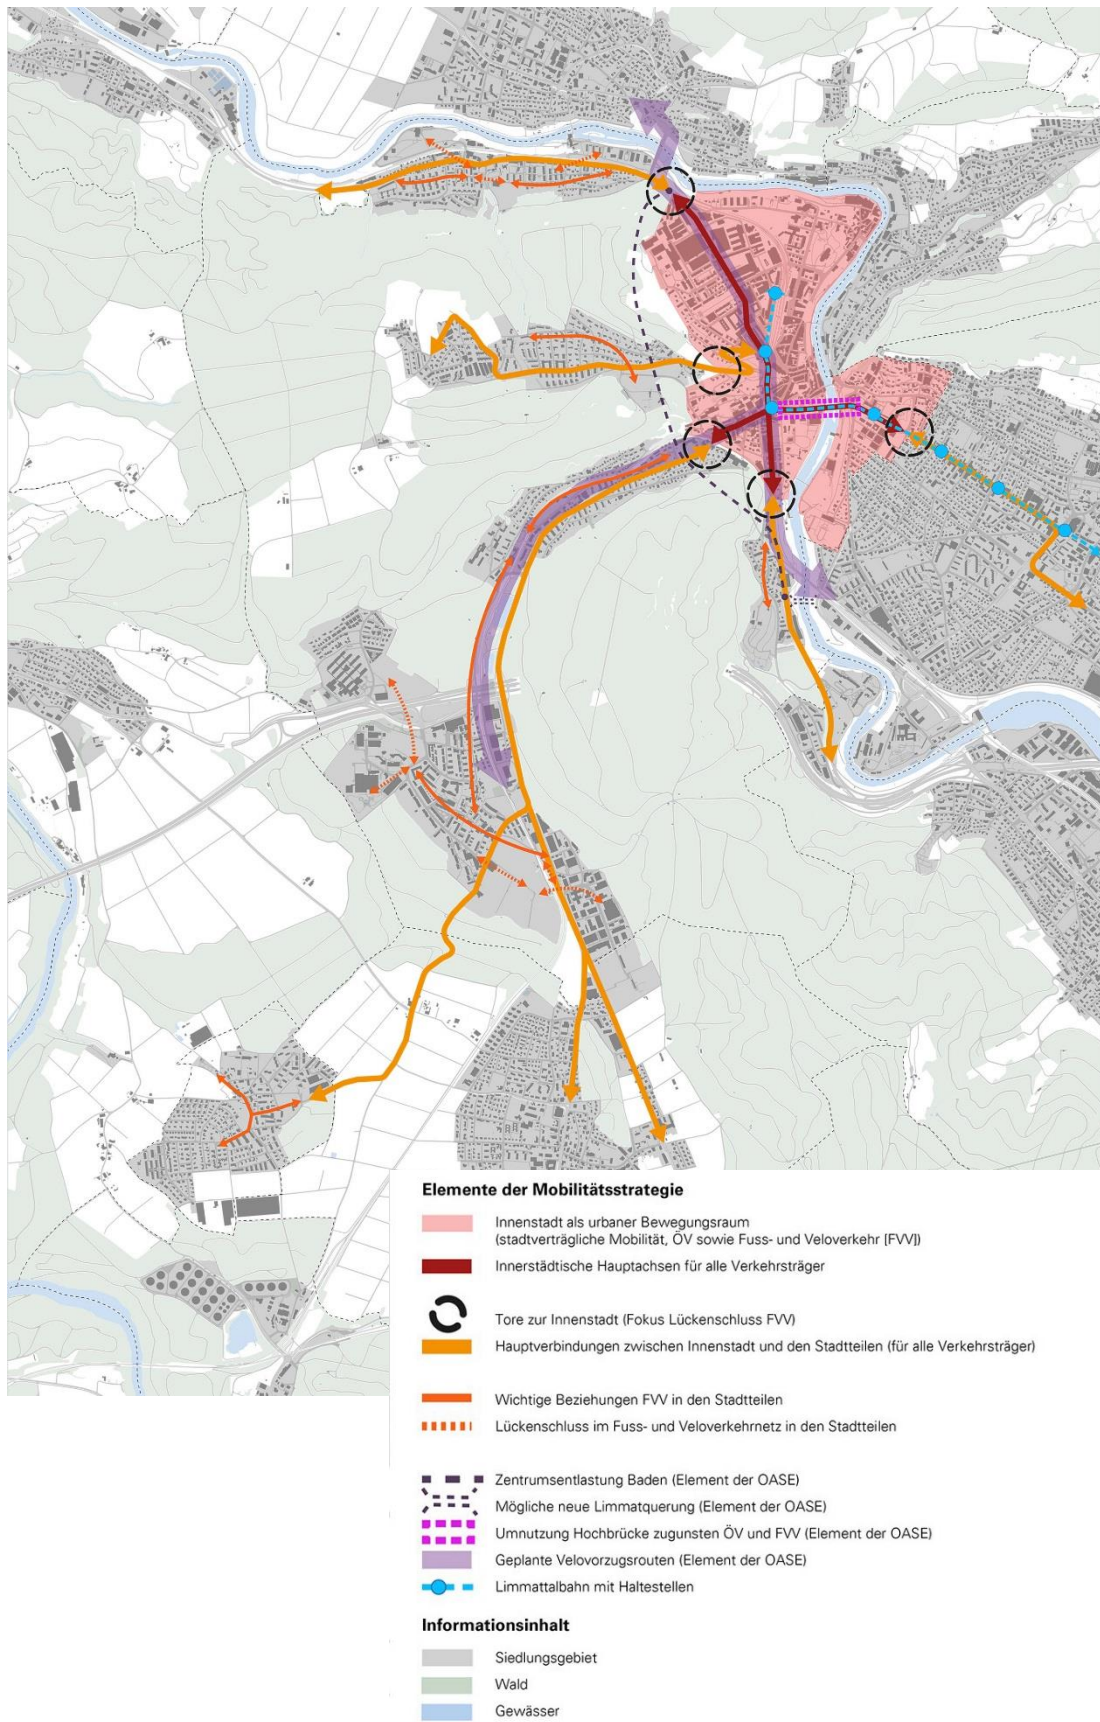 Elemente der Mobilitätsstrategie
Innenstadt als urbaner Bewegungsraum
(stadtverträgliche Mobilität, ÖV sowie Fuss- und Veloverkehr [FVV])
Innerstädtische Hauptachsen für alle Verkehrsträger
Tore zur Innenstadt (Fokus Lückenschluss FVV)
Hauptverbindungen zwischen Innenstadt und den Stadtteilen (für alle Verkehrsträger)
Wichtige Beziehungen FVV in den Stadtteilen
Lückenschluss im Fuss- und Veloverkehrnetz in den Stadtteilen
Zentrumsentlastung Baden (Element der OASE)
Mögliche neue Limmatquerung (Element der OASE)
Umnutzung Hochbrücke zugunsten ÖV und FVV (Element der OASE)
Geplante Velovorzugsrouten (Element der OASE)
Limmattalbahn mit Haltestellen
Informationsinhalt
Siedlungsgebiet
Wald
Gewässer